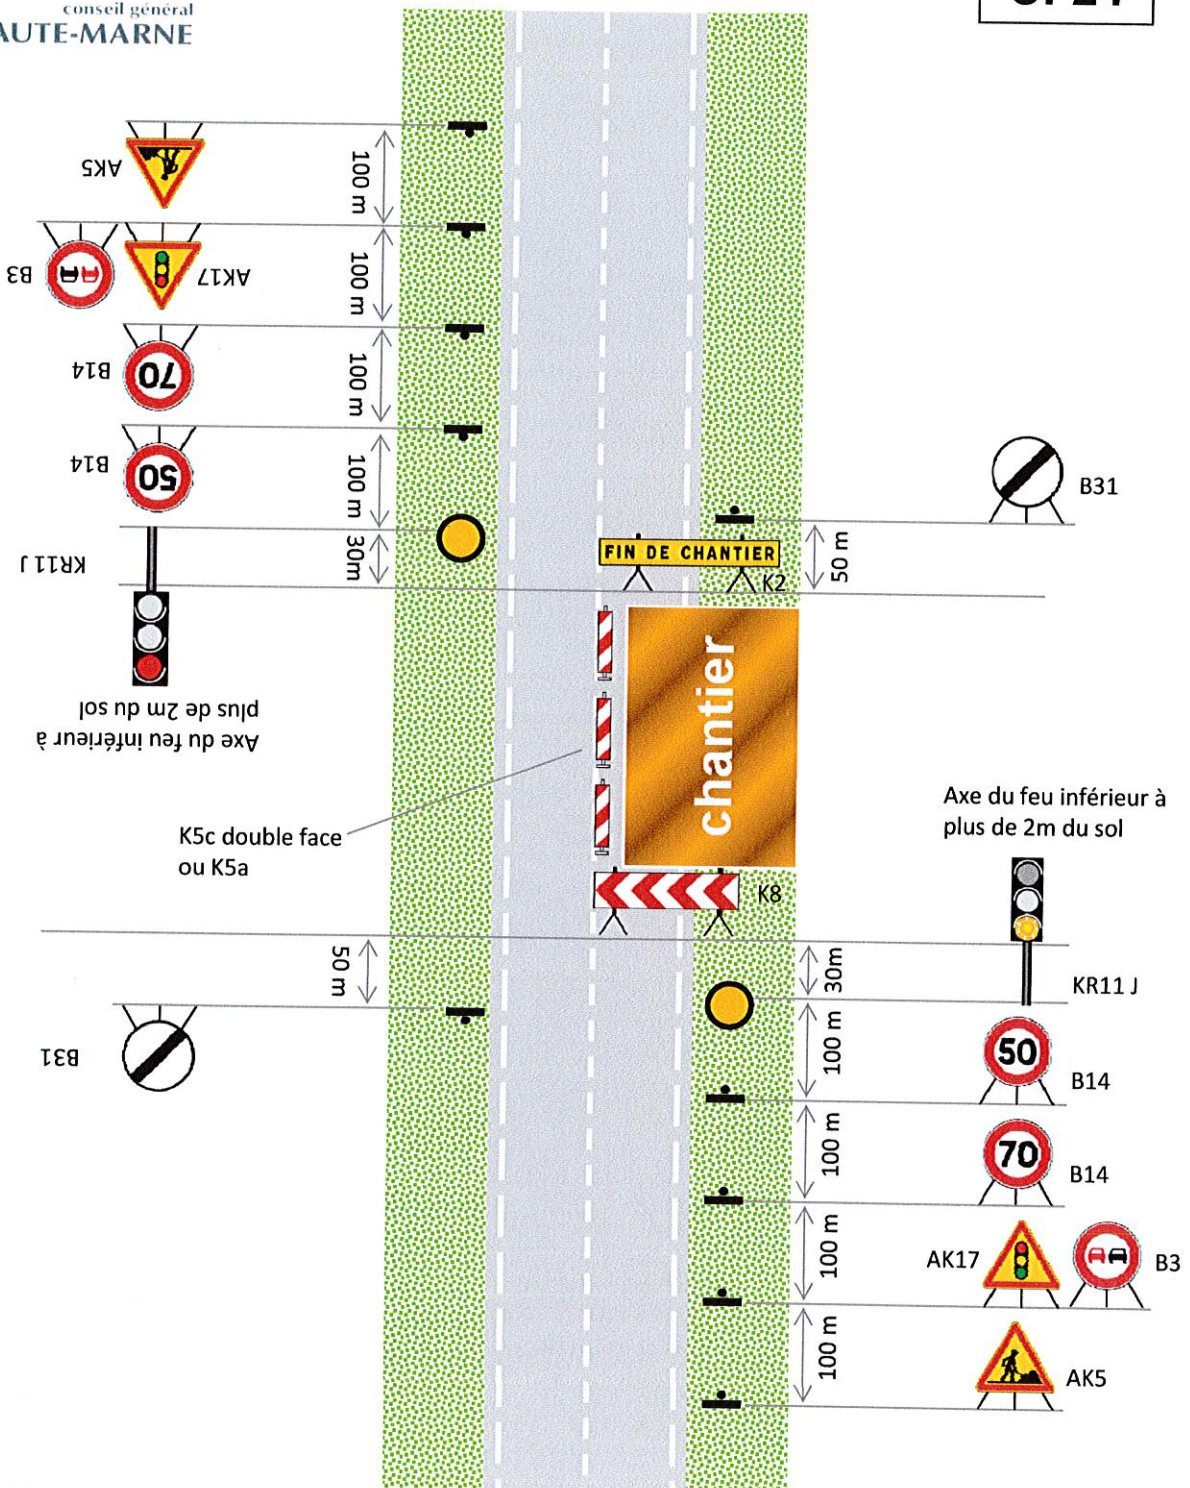 conseil général
AUTE-MARNE
AK5
100 m
B3
AK17
100 m
B14
70
100 m
B14
50
100 m
KR11 J
30m
Axe du feu inférieur à
plus de 2m du sol
B31
50 m
FIN DE CHANTIER
K2
chantier
K5c double face
ou K5a
K8
Axe du feu inférieur à
plus de 2m du sol
50 m
B31
30m
KR11 J
100 m
50
B14
100 m
70
B14
100 m
AK17
B3
100 m
AK5